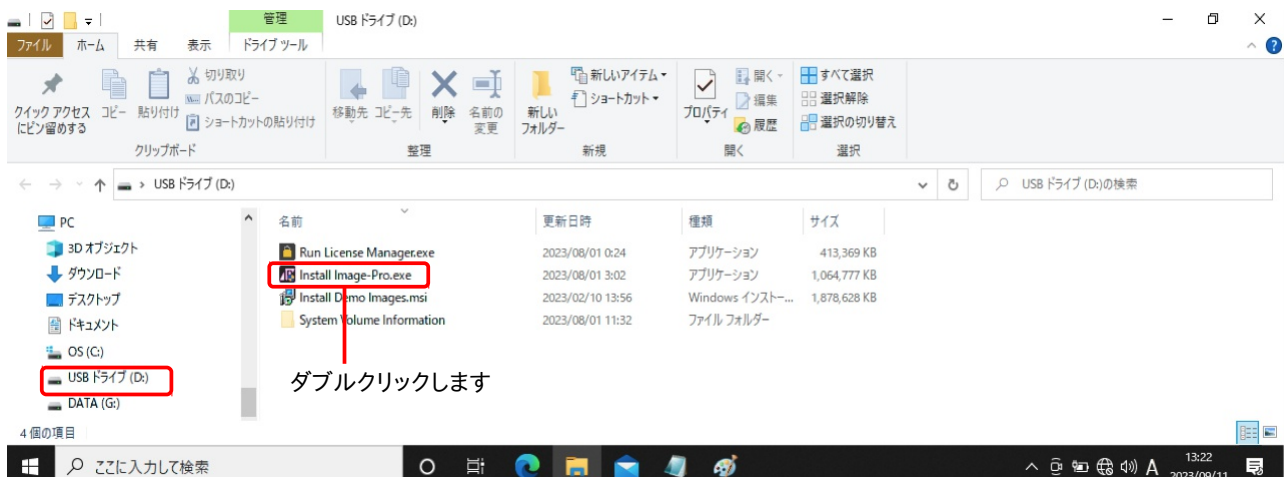 管理 USB ドライブ (D:)
ファイル ホーム 共有 表示 ドライブ ツール
クイック アクセス
にピン留めする
コピー
貼り付け
切り取り
パスのコピー
ショートカットの貼り付け
クリップボード
移動先 コピー先
削除 名前の
変更
整理
新しい
フォルダー
新しいアイテム
ショートカット
新規
プロパティ
開く
編集
履歴
開く
すべて選択
選択解除
選択の切り替え
選択
USB ドライブ (D:)
USB ドライブ (D:)の検索
PC
3D オブジェクト
ダウンロード
デスクトップ
ドキュメント
OS (C:)
USB ドライブ (D:)
DATA (G:)
名前 更新日時 種類 サイズ
Run License Manager.exe 2023/08/01 0:24 アプリケーション 413,369 KB
Install Image-Pro.exe 2023/08/01 3:02 アプリケーション 1,064,777 KB
Install Demo Images.msi 2023/02/10 13:56 Windows インストー... 1,878,628 KB
System Volume Information 2023/08/01 11:32 ファイル フォルダー
ダブルクリックします
4 個の項目
ここに入力して検索
A
13:22
2023/09/11